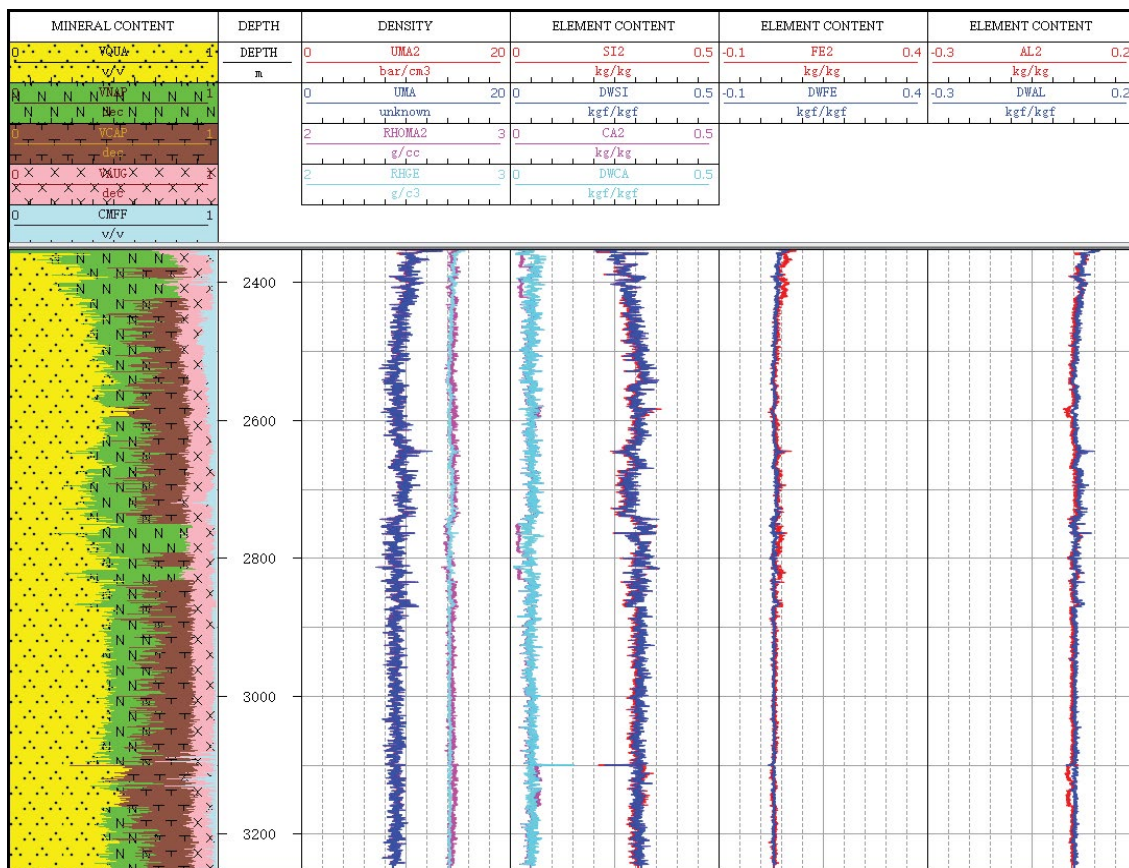 MINERAL CONTENT DEPTH DENSITY ELEMENT CONTENT ELEMENT CONTENT ELEMENT CONTENT
0 VQUA 1 DEPTH 0 UMA2 20 0 SI2 0.5 -0.1 FE2 0.4 -0.3 AL2 0.2
v/v m bar/cm3 kg/kg kg/kg kg/kg
0 VNAP 1 0 UMA 20 0 DWSI 0.5 -0.1 DWFE 0.4 -0.3 DWAL 0.2
dec unknown kgf/kgf kgf/kgf kgf/kgf
0 VCAP 1 2 RHOMA2 3 0 CA2 0.5
dec g/cc kg/kg
0 VAUG 1 2 RHGE 3 0 DWCA 0.5
dec g/c3 kgf/kgf
0 CMFF 1
v/v
2400
2600
2800
3000
3200